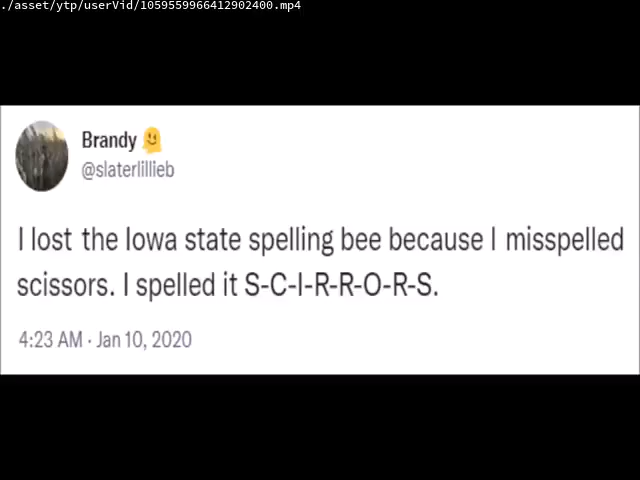 ./asset/ytp/userVid/1059559966412902400.mp4
Brandy
@slaterlillieb
I lost the Iowa state spelling bee because I misspelled
scissors. I spelled it S-C-I-R-R-O-R-S.
4:23 AM · Jan 10, 2020